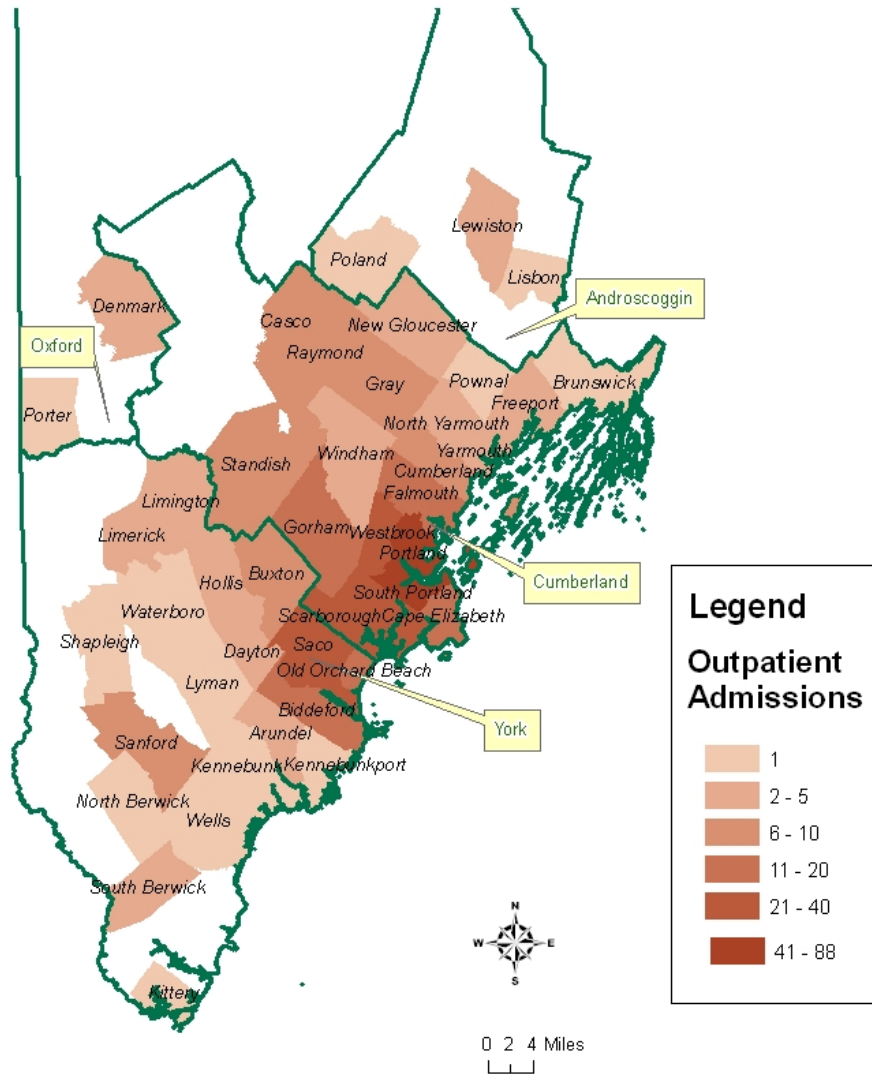 Lewiston
Poland
Lisbon
Androscoggin
Denmark
Casco
New Gloucester
Oxford
Raymond
Gray
Pownal
Brunswick
Porter
Freeport
North Yarmouth
Windham
Yarmouth
Standish
Cumberland
Falmouth
Limington
Gorham
Westbrook
Limerick
Portland
Buxton
Hollis
Cumberland
South Portland
Waterboro
Scarborough
Cape Elizabeth
Shapleigh
Saco
Dayton
Old Orchard Beach
Lyman
Biddeford
York
Arundel
Sanford
Kennebunk
Kennebunkport
North Berwick
Wells
South Berwick
Kittery
N
W
E
S
0 2 4 Miles
Legend
Outpatient
Admissions
1
2 - 5
6 - 10
11 - 20
21 - 40
41 - 88